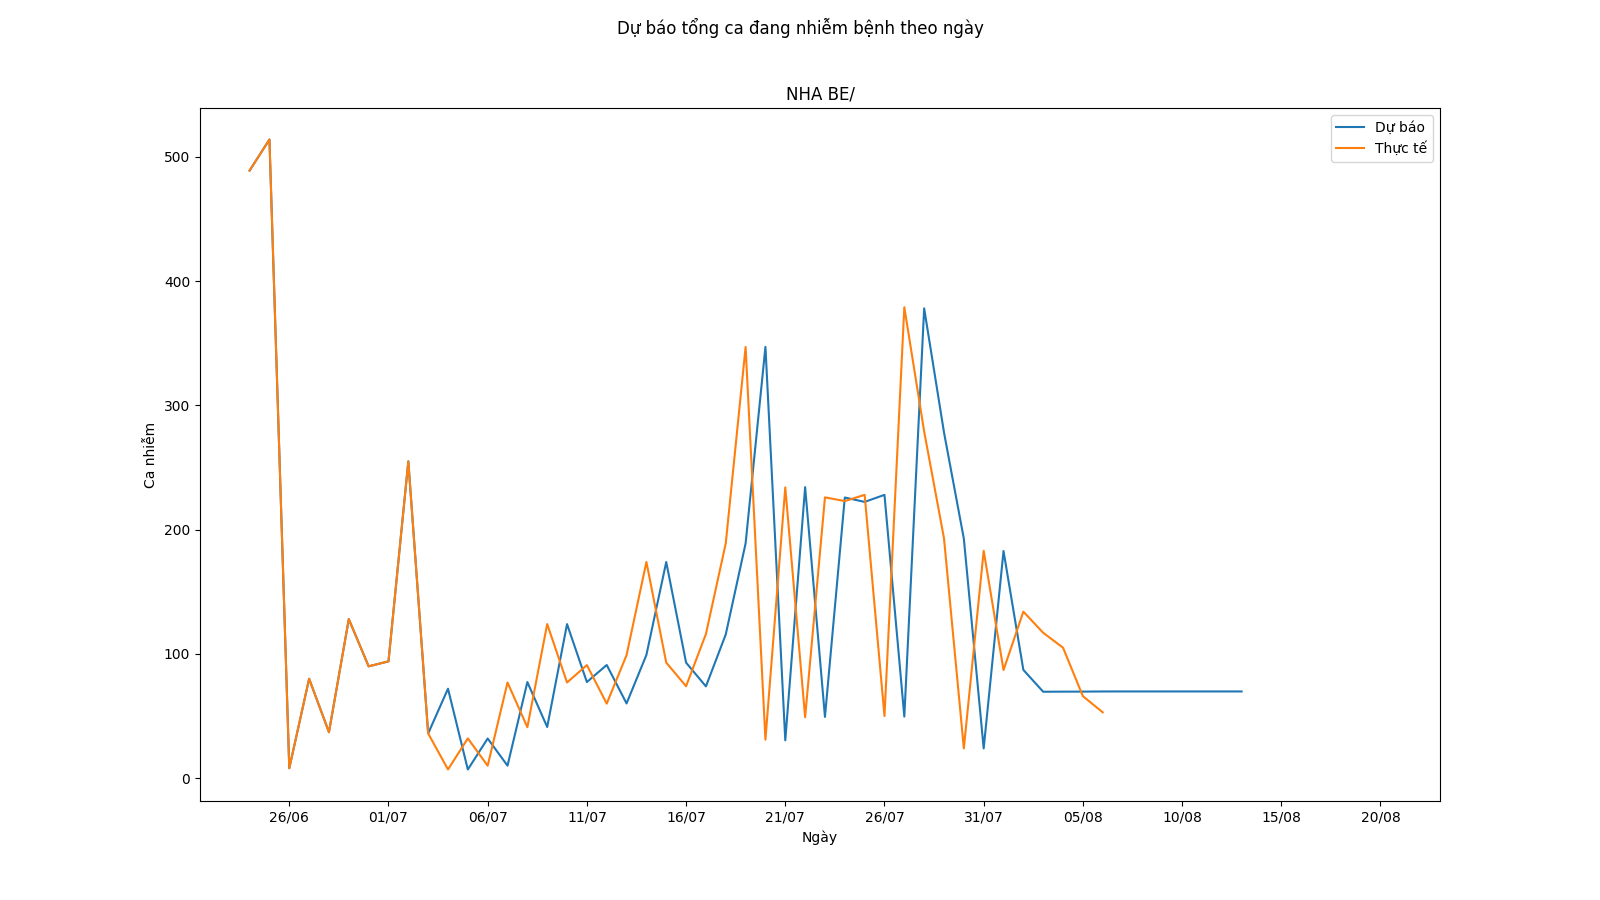 Dự báo tổng ca đang nhiễm bệnh theo ngày
NHA BE/
Dự báo
Thực tế
500
400
300
200
100
0
Ca nhiễm
26/06 01/07 06/07 11/07 16/07 21/07 26/07 31/07 05/08 10/08 15/08 20/08
Ngày